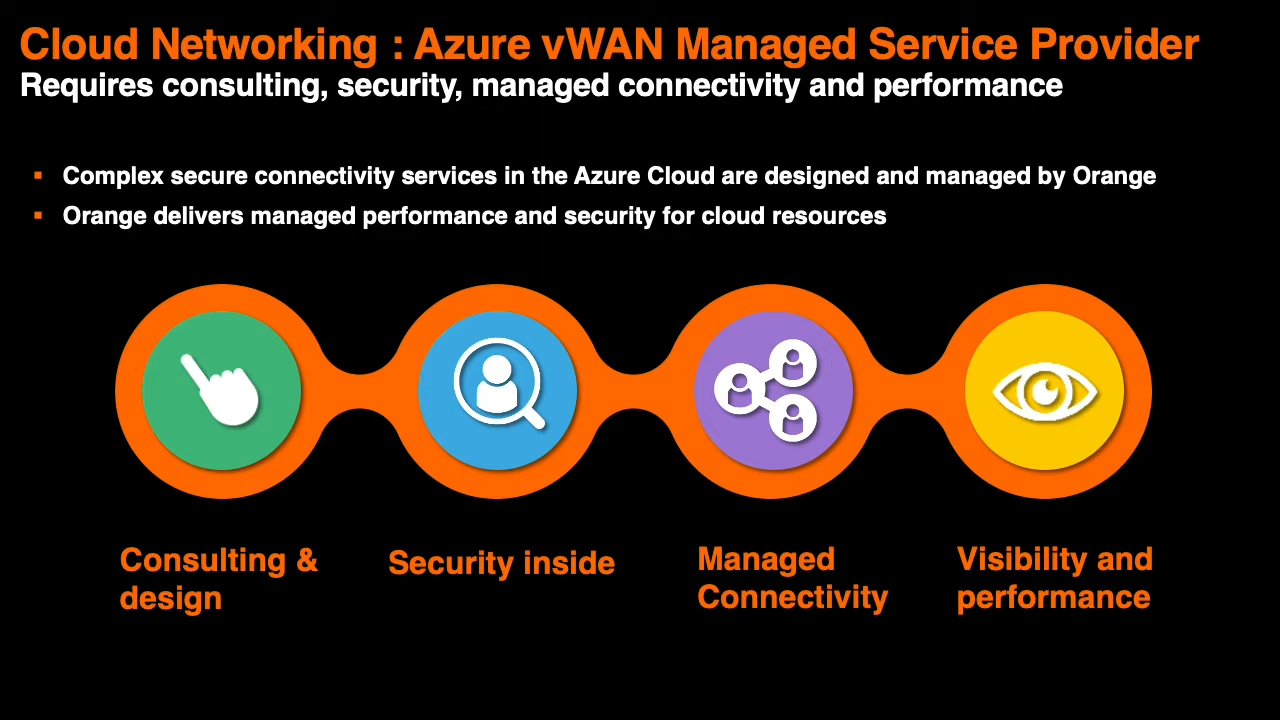 Cloud Networking : Azure vWAN Managed Service Provider
Requires consulting, security, managed connectivity and performance
Complex secure connectivity services in the Azure Cloud are designed and managed by Orange
Orange delivers managed performance and security for cloud resources
Consulting &
design
Security inside
Managed
Connectivity
Visibility and
performance